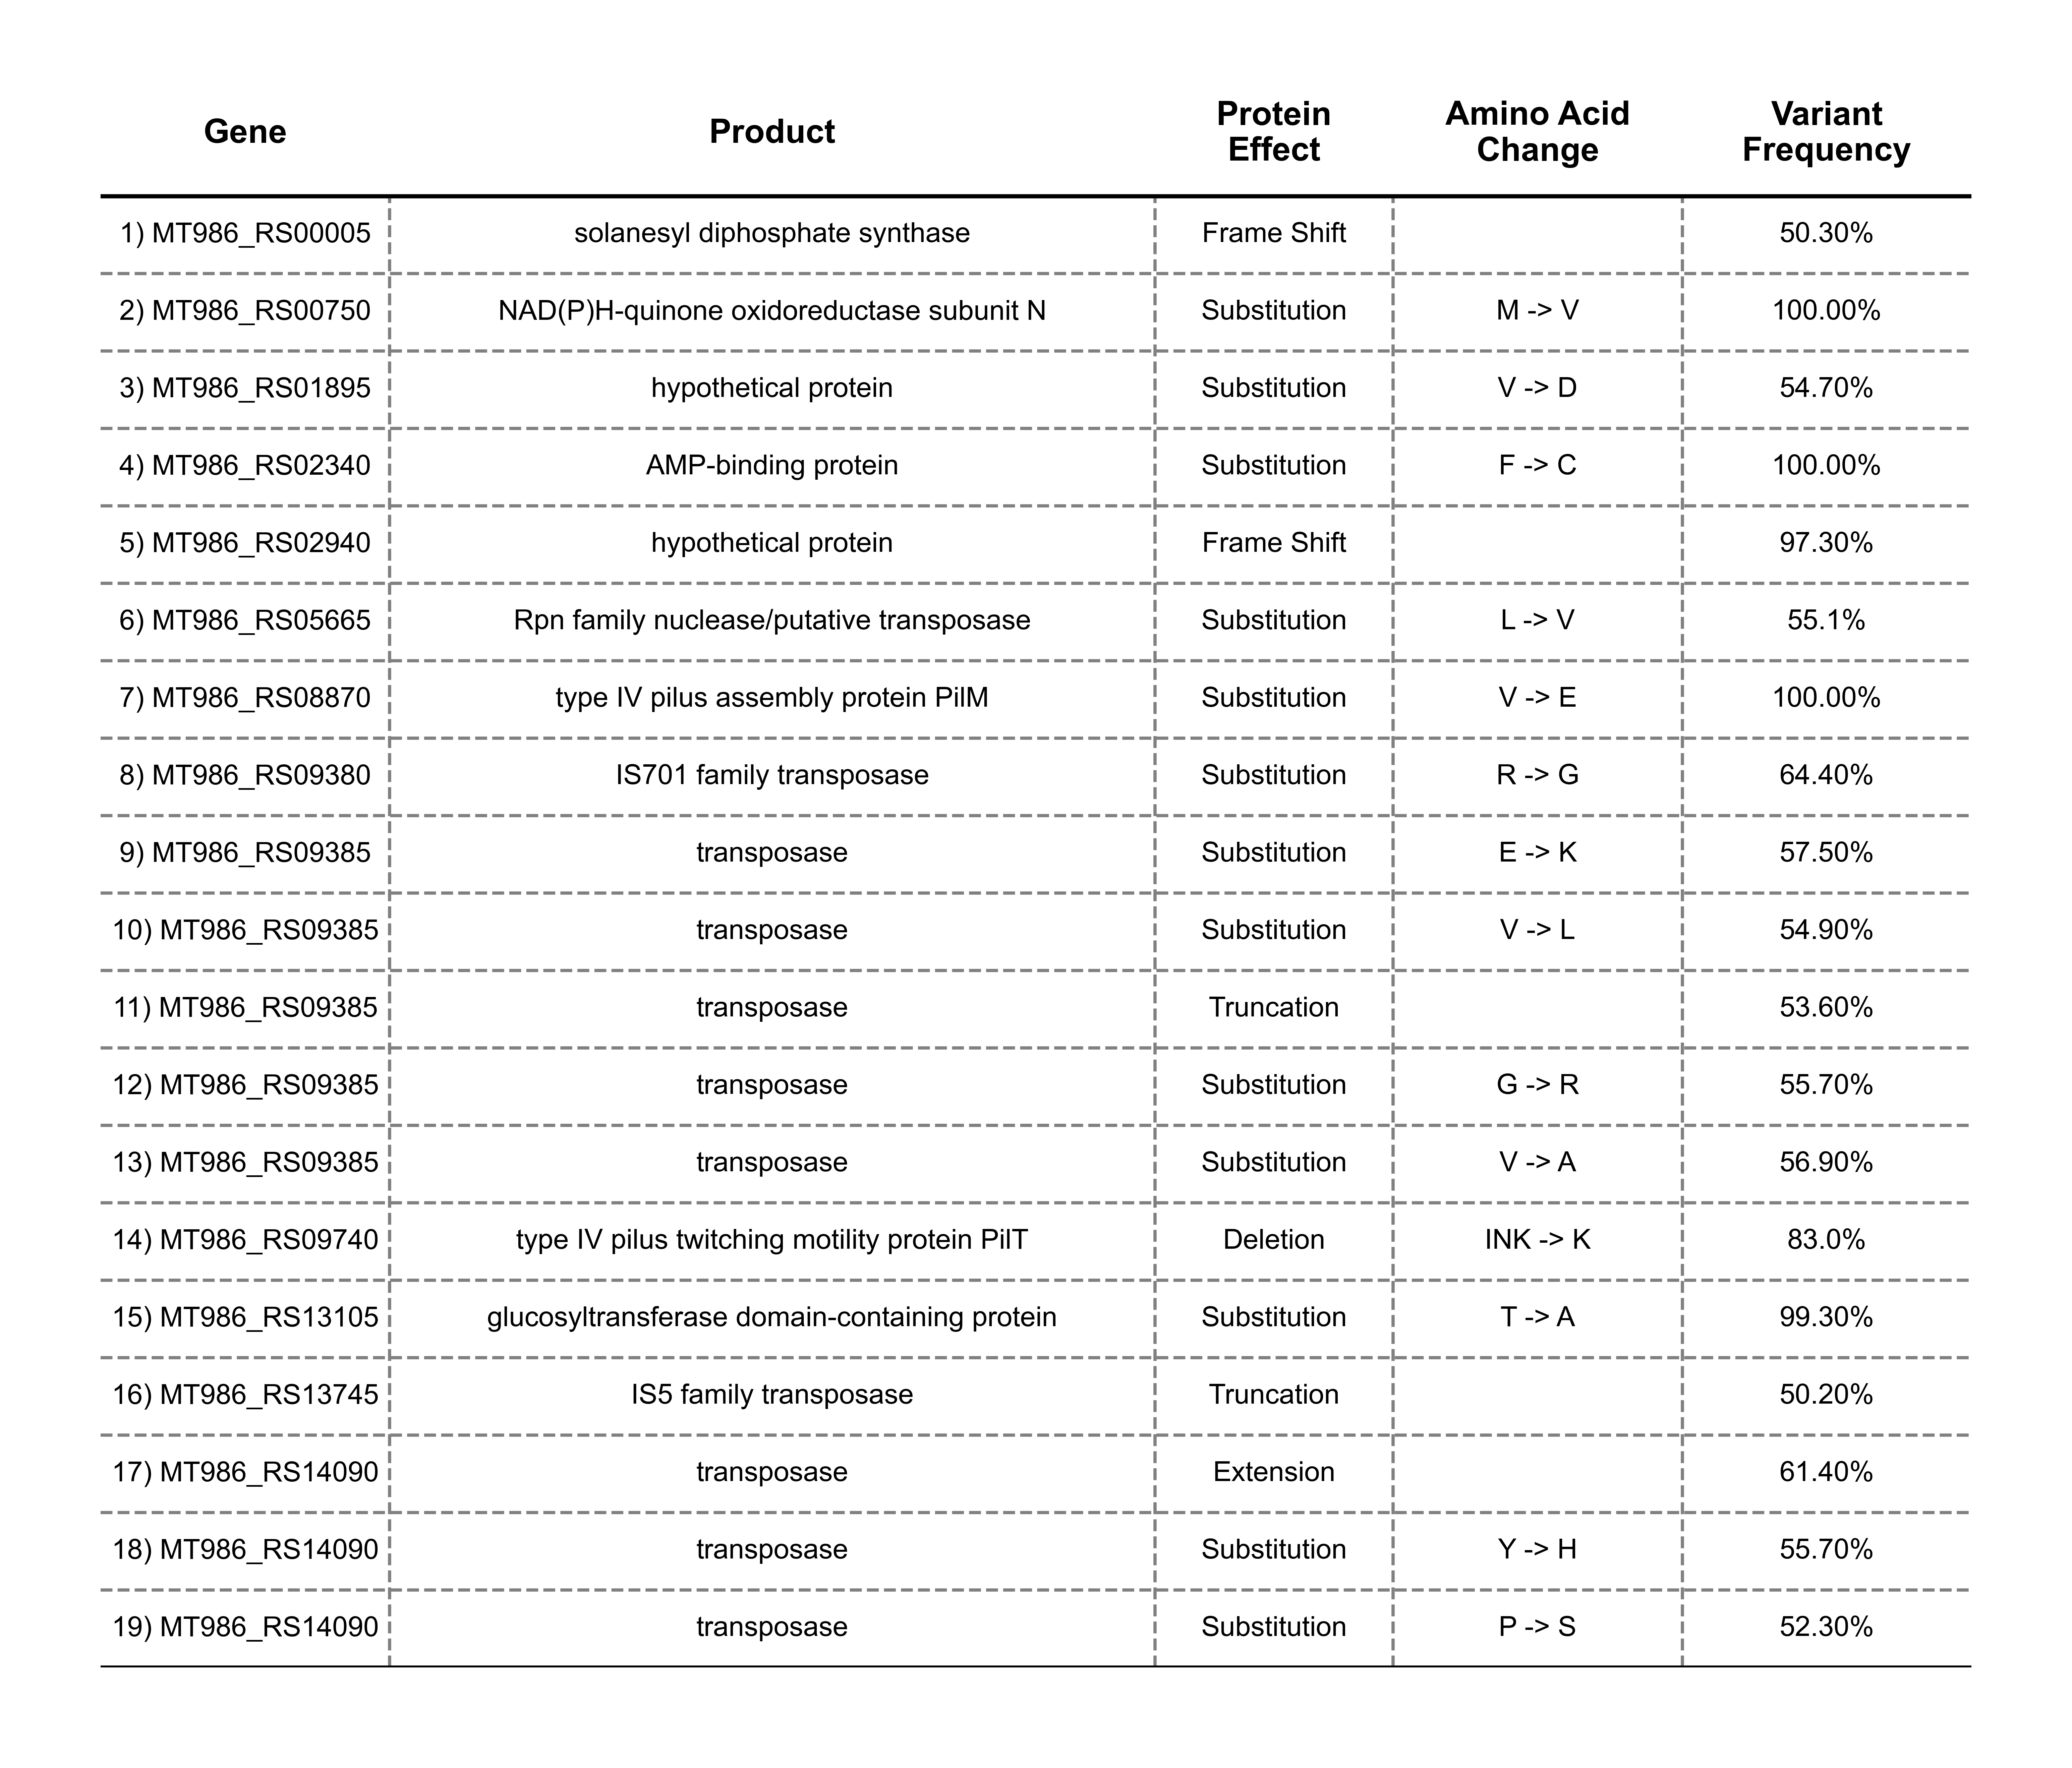 Gene Product Protein Effect Amino Acid Change Variant Frequency
1) MT986_RS00005 solanesyl diphosphate synthase Frame Shift 50.30%
2) MT986_RS00750 NAD(P)H-quinone oxidoreductase subunit N Substitution M -> V 100.00%
3) MT986_RS01895 hypothetical protein Substitution V -> D 54.70%
4) MT986_RS02340 AMP-binding protein Substitution F -> C 100.00%
5) MT986_RS02940 hypothetical protein Frame Shift 97.30%
6) MT986_RS05665 Rpn family nuclease/putative transposase Substitution L -> V 55.1%
7) MT986_RS08870 type IV pilus assembly protein PilM Substitution V -> E 100.00%
8) MT986_RS09380 IS701 family transposase Substitution R -> G 64.40%
9) MT986_RS09385 transposase Substitution E -> K 57.50%
10) MT986_RS09385 transposase Substitution V -> L 54.90%
11) MT986_RS09385 transposase Truncation 53.60%
12) MT986_RS09385 transposase Substitution G -> R 55.70%
13) MT986_RS09385 transposase Substitution V -> A 56.90%
14) MT986_RS09740 type IV pilus twitching motility protein PilT Deletion INK -> K 83.0%
15) MT986_RS13105 glucosyltransferase domain-containing protein Substitution T -> A 99.30%
16) MT986_RS13745 IS5 family transposase Truncation 50.20%
17) MT986_RS14090 transposase Extension 61.40%
18) MT986_RS14090 transposase Substitution Y -> H 55.70%
19) MT986_RS14090 transposase Substitution P -> S 52.30%